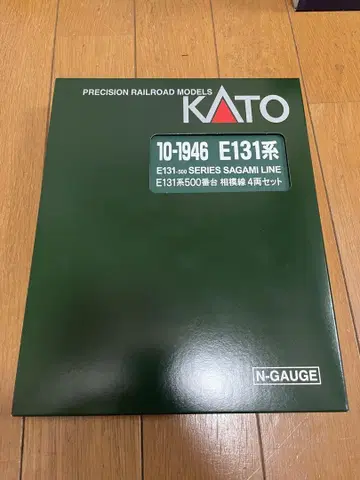 PRECISION RAILROAD MODELS
KATO
10-1946 E131系
E131-500 SERIES SAGAMI LINE
E131系500番台 相模線 4両セット
N-GAUGE